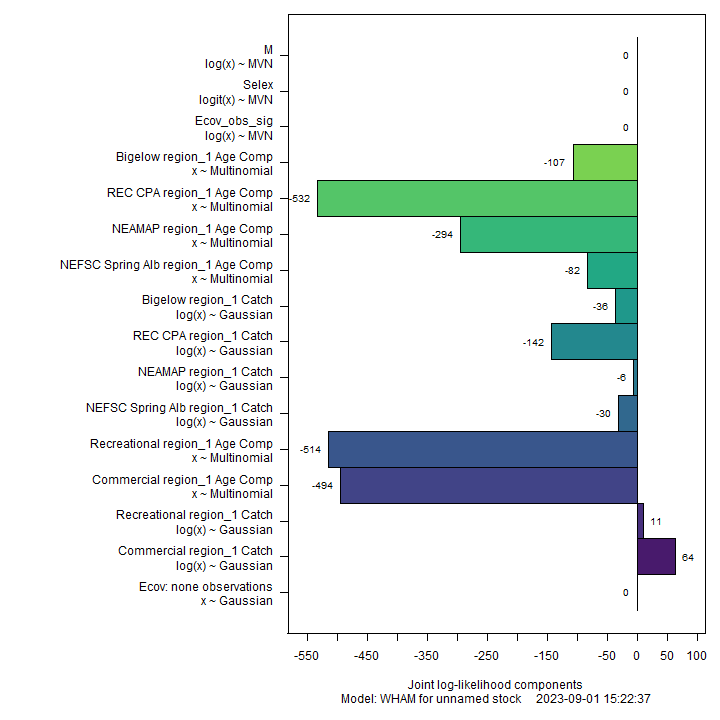 M
log(x) ~ MVN
0
Selex
logit(x) ~ MVN
0
Ecov_obs_sig
log(x) ~ MVN
0
Bigelow region_1 Age Comp
x ~ Multinomial
-107
REC CPA region_1 Age Comp
x ~ Multinomial
-532
NEAMAP region_1 Age Comp
x ~ Multinomial
-294
NEFSC Spring Alb region_1 Age Comp
x ~ Multinomial
-82
Bigelow region_1 Catch
log(x) ~ Gaussian
-36
REC CPA region_1 Catch
log(x) ~ Gaussian
-142
NEAMAP region_1 Catch
log(x) ~ Gaussian
-6
NEFSC Spring Alb region_1 Catch
log(x) ~ Gaussian
-30
Recreational region_1 Age Comp
x ~ Multinomial
-514
Commercial region_1 Age Comp
x ~ Multinomial
-494
Recreational region_1 Catch
log(x) ~ Gaussian
11
Commercial region_1 Catch
log(x) ~ Gaussian
64
Ecov: none observations
x ~ Gaussian
0
-550 -450 -350 -250 -150 -50 0 50 100
Joint log-likelihood components
Model: WHAM for unnamed stock 2023-09-01 15:22:37